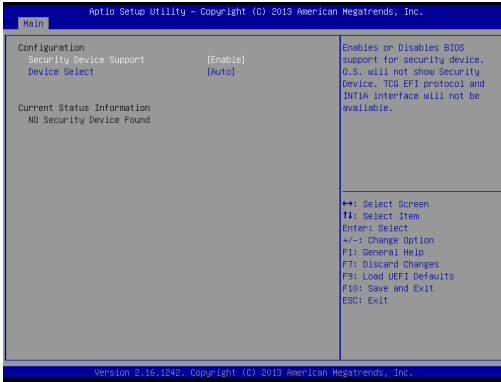 Aptio Setup Utility – Copyright (C) 2013 American Megatrends, Inc.
Main
Configuration
Security Device Support [Enable]
Device Select [Auto]
Current Status Information
NO Security Device Found
Enables or Disables BIOS
support for security device.
O.S. will not show Security
Device. TCG EFI protocol and
INT1A interface will not be
available.
↔: Select Screen
↑↓: Select Item
Enter: Select
+/-: Change Option
F1: General Help
F7: Discard Changes
F9: Load UEFI Defaults
F10: Save and Exit
ESC: Exit
Version 2.16.1242. Copyright (C) 2013 American Megatrends, Inc.